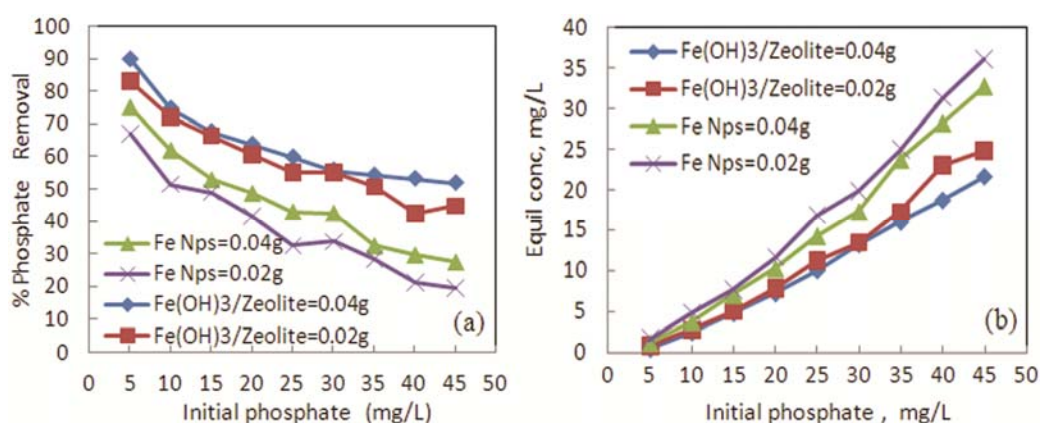 100
90
80
70
60
50
40
30
20
10
0
% Phosphate Removal
Fe Nps=0.04g
Fe Nps=0.02g
Fe(OH)3/Zeolite=0.04g
Fe(OH)3/Zeolite=0.02g
(a)
0 5 10 15 20 25 30 35 40 45 50
Initial phosphate (mg/L)
40
35
30
25
20
15
10
5
0
Equil conc, mg/L
Fe(OH)3/Zeolite=0.04g
Fe(OH)3/Zeolite=0.02g
Fe Nps=0.04g
Fe Nps=0.02g
(b)
0 5 10 15 20 25 30 35 40 45 50
Initial phosphate , mg/L